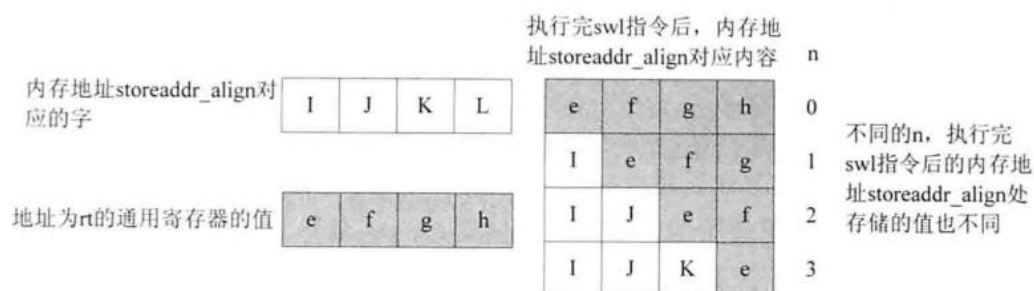 执行完swl指令后，内存地
址storeaddr_align对应内容
n
内存地址storeaddr_align对
应的字
I J K L
地址为rt的通用寄存器的值
e f g h
e f g h 0
I e f g 1
I J e f 2
I J K e 3
不同的n，执行完
swl指令后的内存地
址storeaddr_align处
存储的值也不同